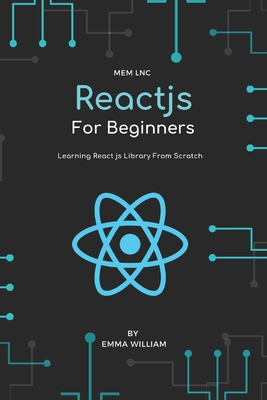 MEM LNC
Reactjs
For Beginners
Learning React js Library From Scratch
BY
EMMA WILLIAM